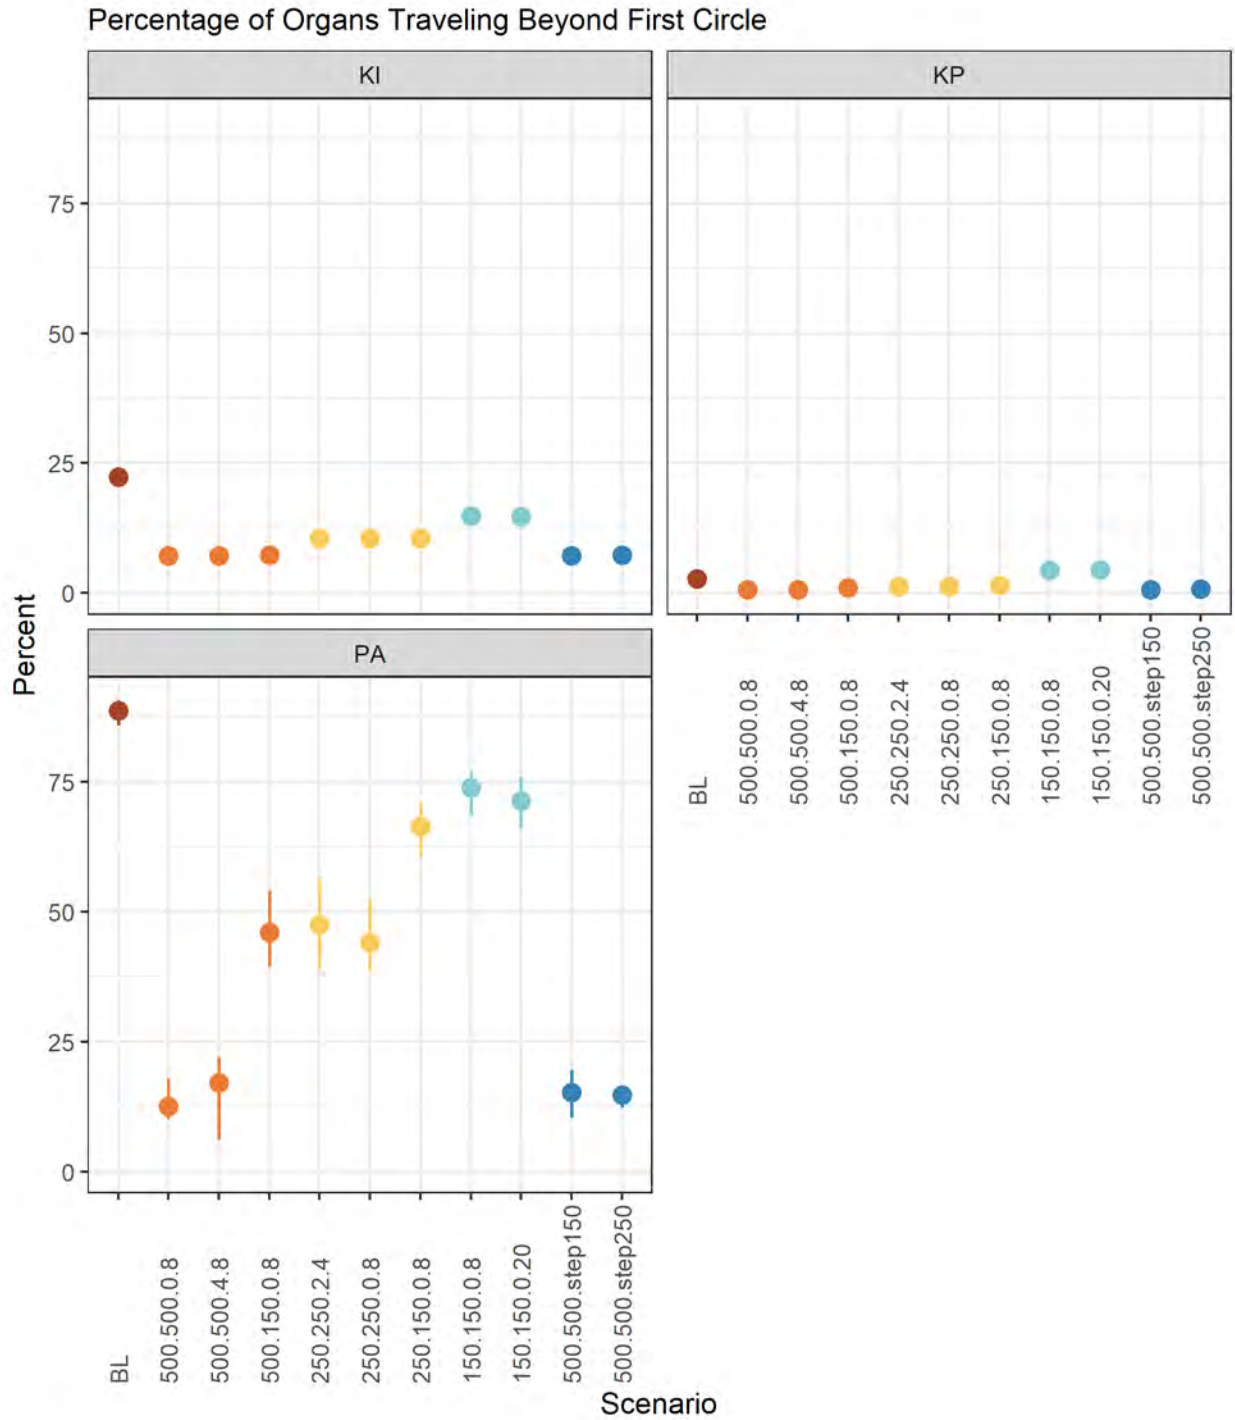 Percentage of Organs Traveling Beyond First Circle
KI
KP
75
50
25
0
PA
75
50
25
0
Percent
BL
500.500.0.8
500.500.4.8
500.150.0.8
250.250.2.4
250.250.0.8
250.150.0.8
150.150.0.8
150.150.0.20
500.500.step150
500.500.step250
BL
500.500.0.8
500.500.4.8
500.150.0.8
250.250.2.4
250.250.0.8
250.150.0.8
150.150.0.8
150.150.0.20
500.500.step150
500.500.step250
Scenario